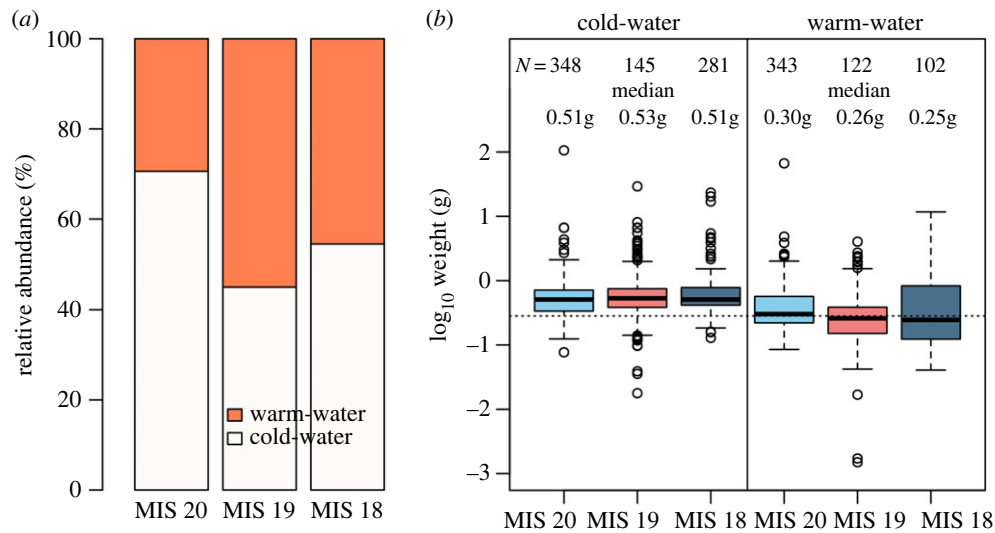 (a)
100
80
60
40
20
0
relative abundance (%)
warm-water
cold-water
MIS 20 MIS 19 MIS 18
(b)
cold-water warm-water
N = 348 145 281 343 122 102
median median
0.51g 0.53g 0.51g 0.30g 0.26g 0.25g
2
1
0
−1
−2
−3
log10 weight (g)
MIS 20 MIS 19 MIS 18 MIS 20 MIS 19 MIS 18